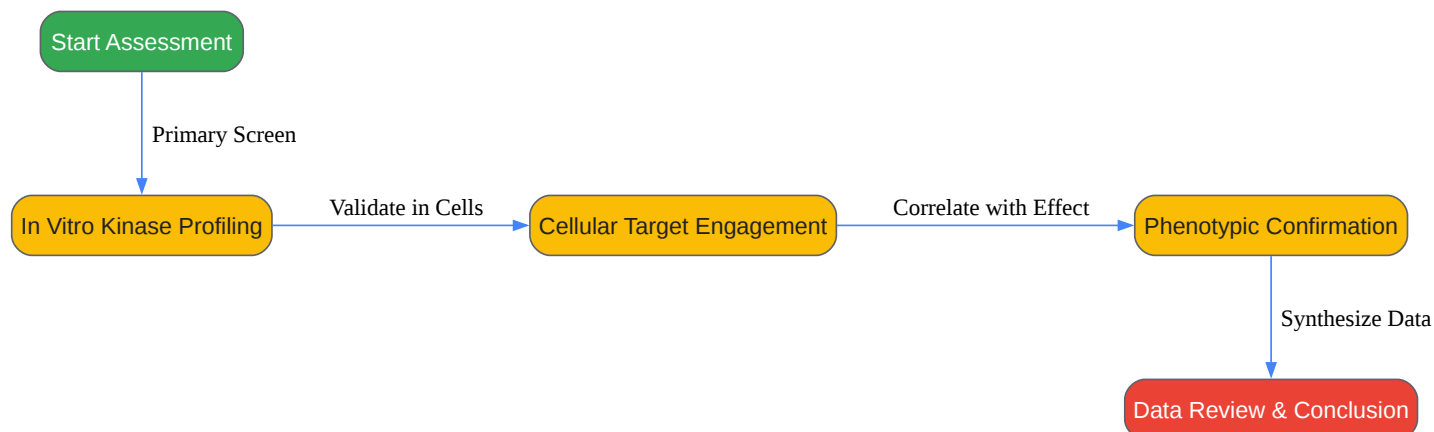 Start Assessment
Primary Screen
In Vitro Kinase Profiling
Validate in Cells
Cellular Target Engagement
Correlate with Effect
Phenotypic Confirmation
Synthesize Data
Data Review & Conclusion